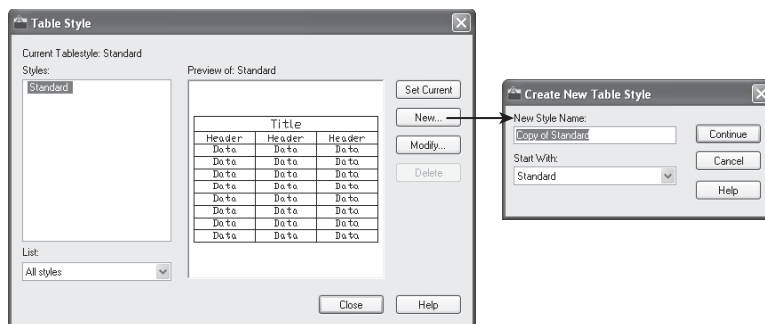 Table Style
Current Tablestyle: Standard
Styles:
Standard
List:
All styles
Preview of: Standard
Title
Header Header Header
Data Data Data
Data Data Data
Data Data Data
Data Data Data
Data Data Data
Data Data Data
Data Data Data
Data Data Data
Set Current
New...
Modify...
Delete
Close
Help
Create New Table Style
New Style Name:
Copy of Standard
Start With:
Standard
Continue
Cancel
Help